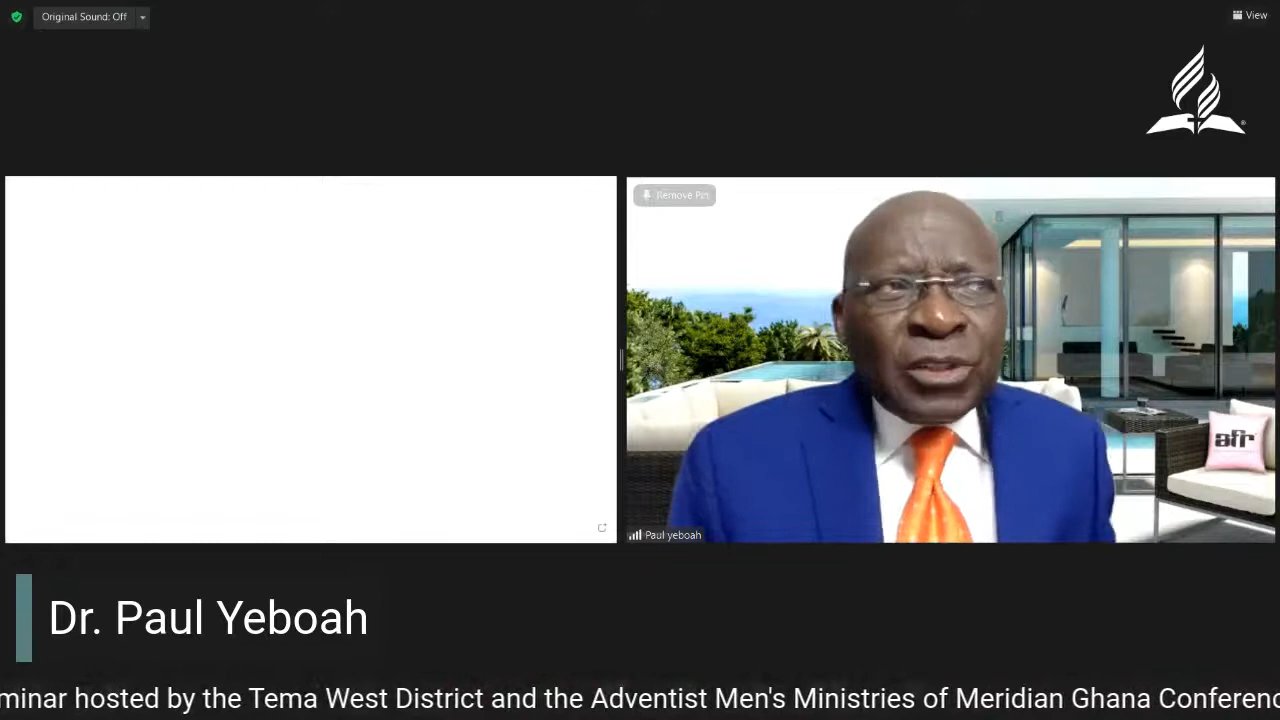 Original Sound: Off
View
Remove Pin
afr
Paul yeboah
Dr. Paul Yeboah
minar hosted by the Tema West District and the Adventist Men's Ministries of Meridian Ghana Conferenc